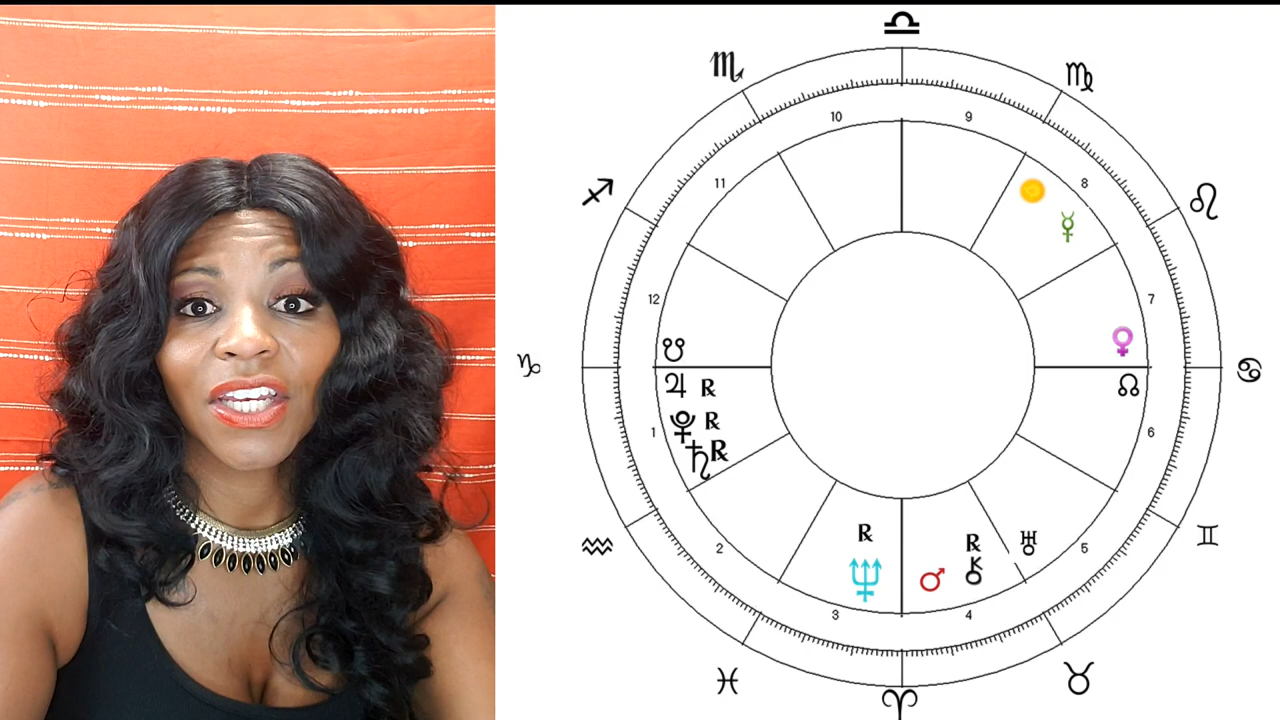 ♎
♏ ♍
10 9
11 8
♐ ☿ ♌
12 7
☋ ♀
♑ ♋
♃ ℞ ☊
♇ ℞
1 6
♄ ℞
℞ ℞ ♅
♒ 2 5 ♊
♆ ♂ ⚷
3 4
♓ ♉
♈